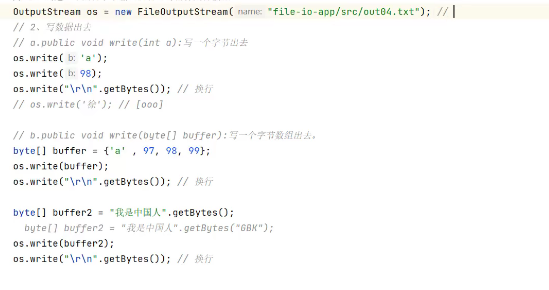 OutputStream os = new FileOutputStream( name: "file-io-app/src/out04.txt"); //
// 2、写数据出去
// a.public void write(int a):写一个字节出去
os.write( b: 'a');
os.write( b: 98);
os.write("\r\n".getBytes()); // 换行
// os.write('徐'); // [ooo]
// b.public void write(byte[] buffer):写一个字节数组出去。
byte[] buffer = {'a' , 97, 98, 99};
os.write(buffer);
os.write("\r\n".getBytes()); // 换行
byte[] buffer2 = "我是中国人".getBytes();
byte[] buffer2 = "我是中国人".getBytes("GBK");
os.write(buffer2);
os.write("\r\n".getBytes()); // 换行